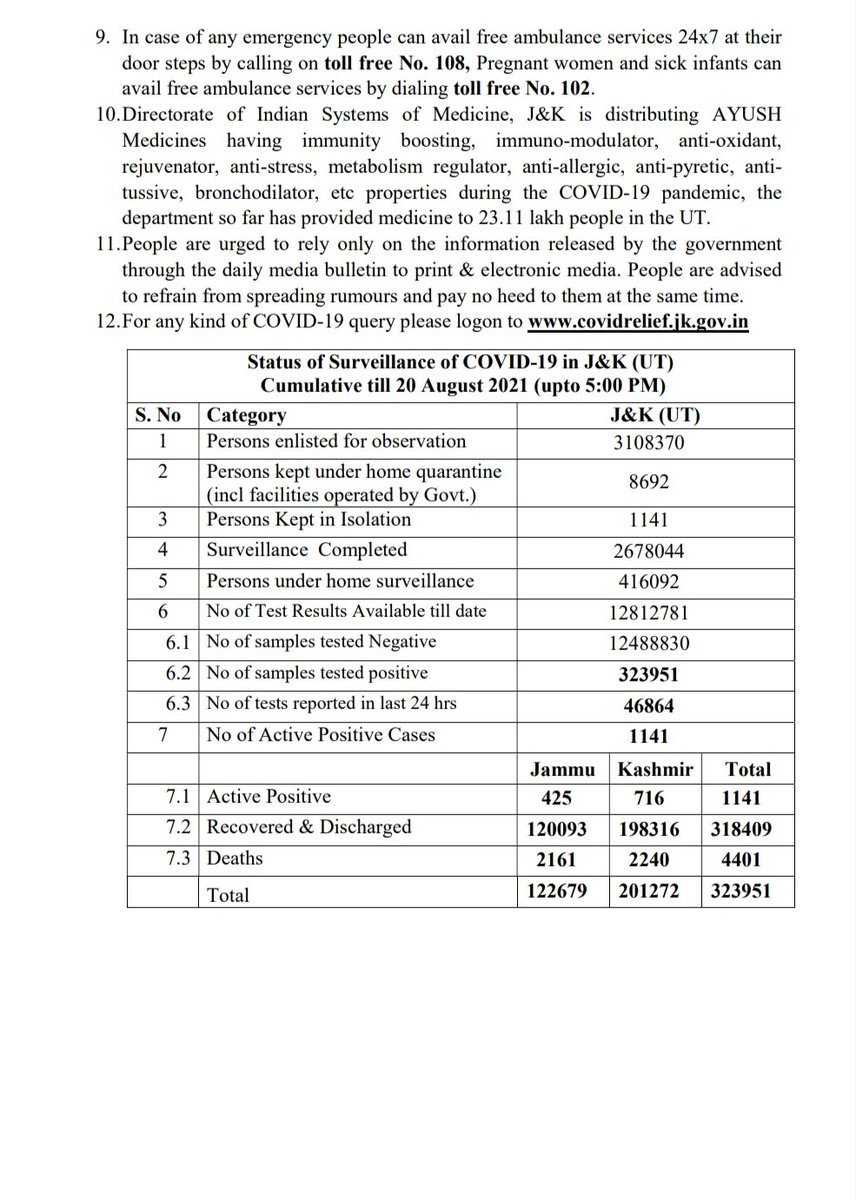 9. In case of any emergency people can avail free ambulance services 24x7 at their
door steps by calling on toll free No. 108, Pregnant women and sick infants can
avail free ambulance services by dialing toll free No. 102.
10.Directorate of Indian Systems of Medicine, J&K is distributing AYUSH
Medicines having immunity boosting, immuno-modulator, anti-oxidant,
rejuvenator, anti-stress, metabolism regulator, anti-allergic, anti-pyretic, anti-
tussive, bronchodilator, etc properties during the COVID-19 pandemic, the
department so far has provided medicine to 23.11 lakh people in the UT.
11.People are urged to rely only on the information released by the government
through the daily media bulletin to print & electronic media. People are advised
to refrain from spreading rumours and pay no heed to them at the same time.
12.For any kind of COVID-19 query please logon to www.covidrelief.jk.gov.in
Status of Surveillance of COVID-19 in J&K (UT)
Cumulative till 20 August 2021 (upto 5:00 PM)
S. No Category J&K (UT)
1 Persons enlisted for observation 3108370
2 Persons kept under home quarantine
(incl facilities operated by Govt.) 8692
3 Persons Kept in Isolation 1141
4 Surveillance Completed 2678044
5 Persons under home surveillance 416092
6 No of Test Results Available till date 12812781
6.1 No of samples tested Negative 12488830
6.2 No of samples tested positive 323951
6.3 No of tests reported in last 24 hrs 46864
7 No of Active Positive Cases 1141
Jammu Kashmir Total
7.1 Active Positive 425 716 1141
7.2 Recovered & Discharged 120093 198316 318409
7.3 Deaths 2161 2240 4401
Total 122679 201272 323951